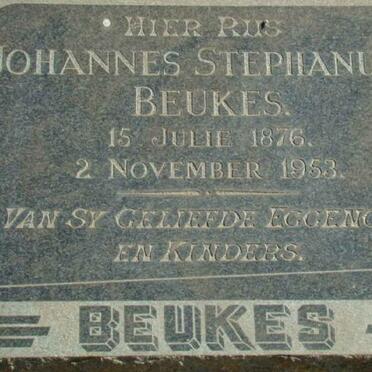 HIER RUS
JOHANNES STEPHANU
BEUKES.
15 JULIE 1876.
2 NOVEMBER 1953.
VAN SY GELIEFDE EGGENO
EN KINDERS.
BEUKES